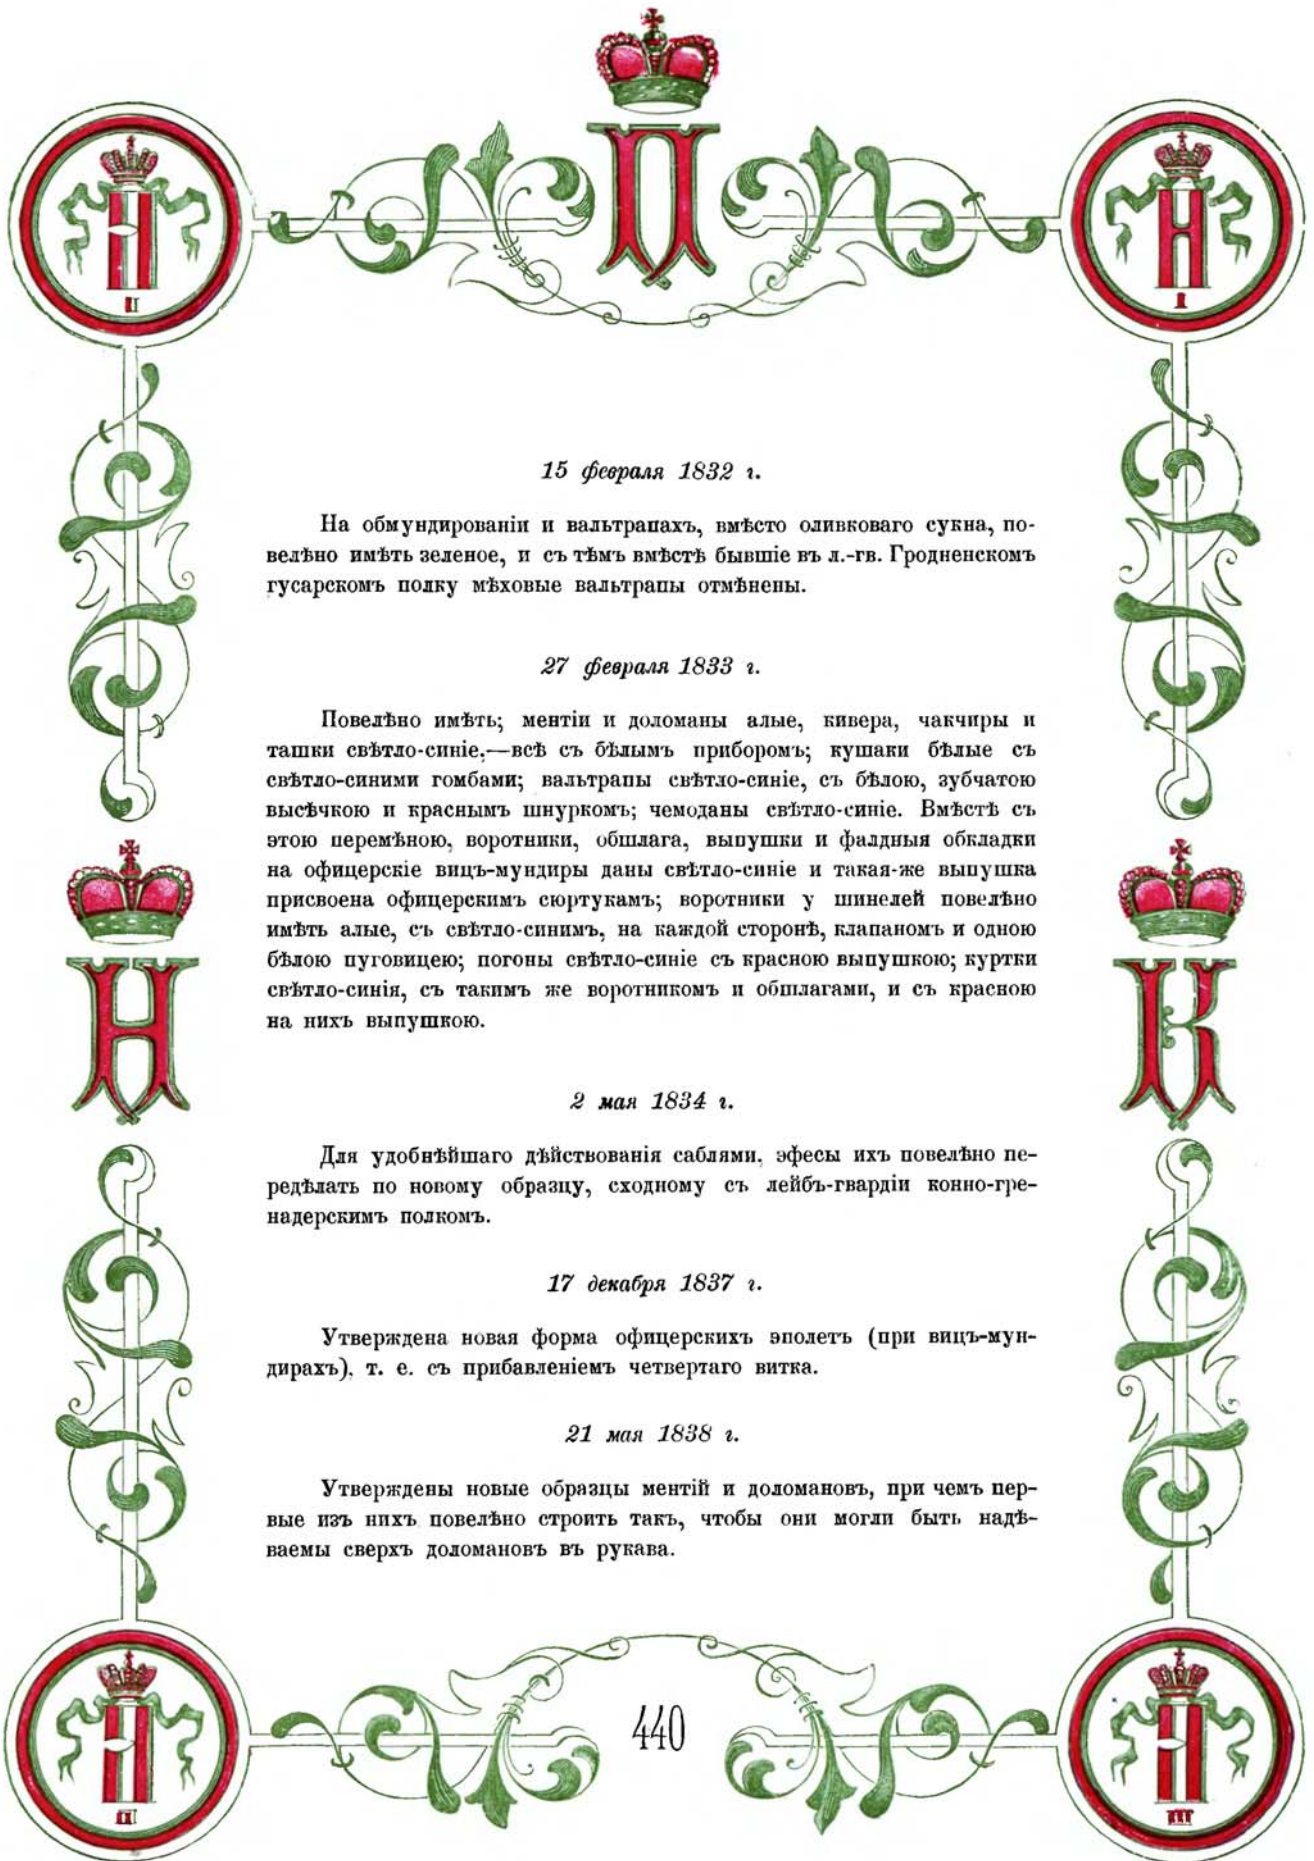 П
II
I
15 февраля 1832 г.
На обмундированіи и вальтрапахъ, вмѣсто оливковаго сукна, по-
велѣно имѣть зеленое, и съ тѣмъ вмѣстѣ бывшіе въ л.-гв. Гродненскомъ
гусарскомъ полку мѣховые вальтрапы отмѣнены.
27 февраля 1833 г.
Повелѣно имѣть; ментіи и доломаны алые, кивера, чакчиры и
ташки свѣтло-синіе.—всѣ съ бѣлымъ приборомъ; кушаки бѣлые съ
свѣтло-синими гомбами; вальтрапы свѣтло-синіе, съ бѣлою, зубчатою
высѣчкою и краснымъ шнуркомъ; чемоданы свѣтло-синіе. Вмѣстѣ съ
этою перемѣною, воротники, обшлага, выпушки и фалдныя обкладки
на офицерскіе вицъ-мундиры даны свѣтло-синіе и такая-же выпушка
присвоена офицерскимъ сюртукамъ; воротники у шинелей повелѣно
имѣть алые, съ свѣтло-синимъ, на каждой сторонѣ, клапаномъ и одною
бѣлою пуговицею; погоны свѣтло-синіе съ красною выпушкою; куртки
свѣтло-синія, съ такимъ же воротникомъ и обшлагами, и съ красною
на нихъ выпушкою.
Н
К
2 мая 1834 г.
Для удобнѣйшаго дѣйствованія саблями, эфесы ихъ повелѣно пе-
редѣлать по новому образцу, сходному съ лейбъ-гвардіи конно-гре-
надерскимъ полкомъ.
17 декабря 1837 г.
Утверждена новая форма офицерскихъ эполетъ (при вицъ-мун-
дирахъ), т. е. съ прибавленіемъ четвертаго витка.
21 мая 1838 г.
Утверждены новые образцы ментій и доломановъ, при чемъ пер-
вые изъ нихъ повелѣно строить такъ, чтобы они могли быть надѣ-
ваемы сверхъ доломановъ въ рукава.
III
440